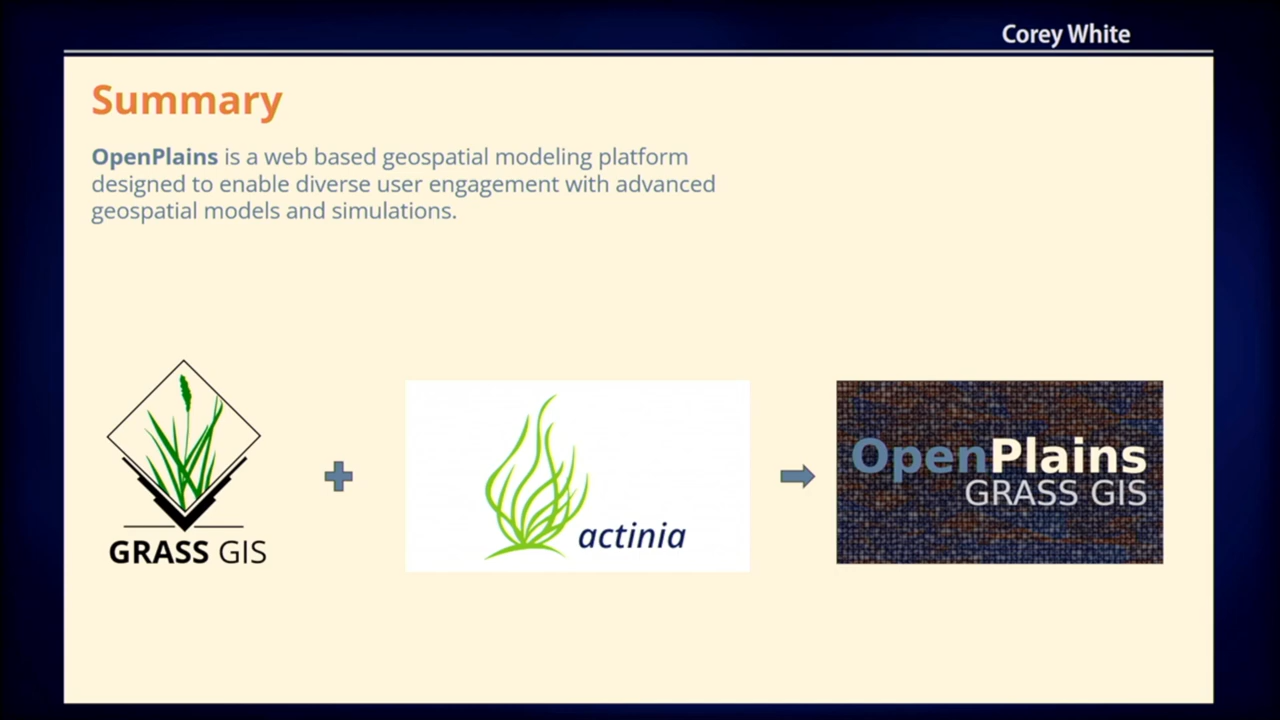 Corey White
Summary
OpenPlains is a web based geospatial modeling platform
designed to enable diverse user engagement with advanced
geospatial models and simulations.
GRASS GIS
actinia
OpenPlains
GRASS GIS